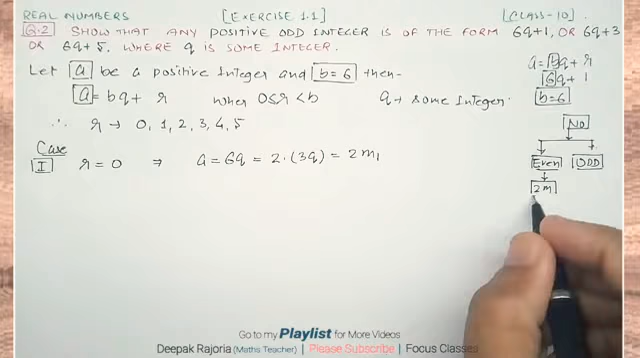 REAL NUMBERS [EXERCISE 1.1] [CLASS-10].
Q.2 SHOW THAT ANY POSITIVE ODD INTEGER IS OF THE FORM 6q+1, OR 6q+3
OR 6q+5, WHERE q IS SOME INTEGER.
Let a be a positive Integer and b=6 then-
a = bq + r when 0≤r<b q → some Integer.
∴ r → 0, 1, 2, 3, 4, 5
Case
I r = 0 ⇒ a = 6q = 2·(3q) = 2m₁
a = bq + r
6q + 1
b=6
No
Even ODD
2m
Go to my Playlist for More Videos
Deepak Rajoria (Maths Teacher) | Please Subscribe | Focus Classes